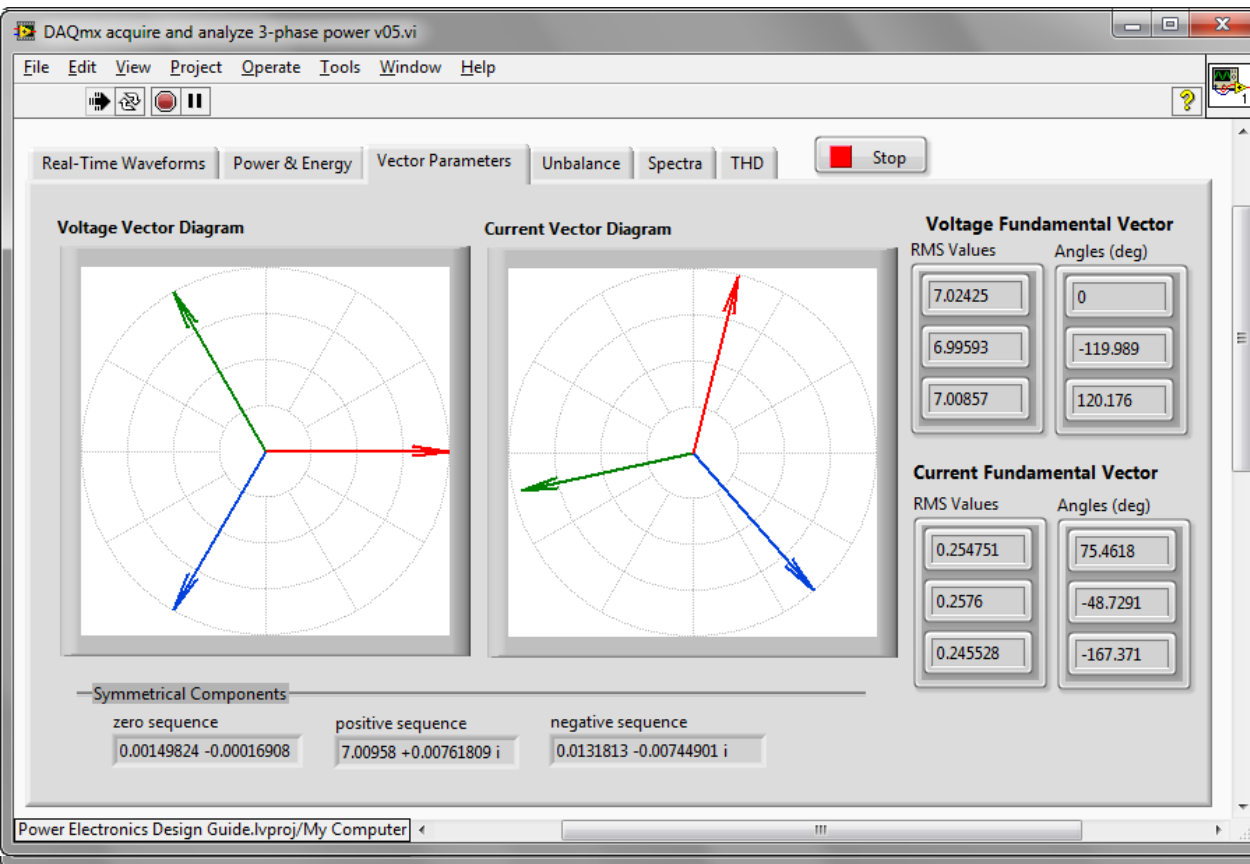 DAQmx acquire and analyze 3-phase power v05.vi
File Edit View Project Operate Tools Window Help
1
Real-Time Waveforms Power & Energy Vector Parameters Unbalance Spectra THD Stop
Voltage Vector Diagram
Current Vector Diagram
Voltage Fundamental Vector
RMS Values Angles (deg)
7.02425 0
6.99593 -119.989
7.00857 120.176
Current Fundamental Vector
RMS Values Angles (deg)
0.254751 75.4618
0.2576 -48.7291
0.245528 -167.371
Symmetrical Components
zero sequence positive sequence negative sequence
0.00149824 -0.00016908 7.00958 +0.00761809 i 0.0131813 -0.00744901 i
Power Electronics Design Guide.lvproj/My Computer